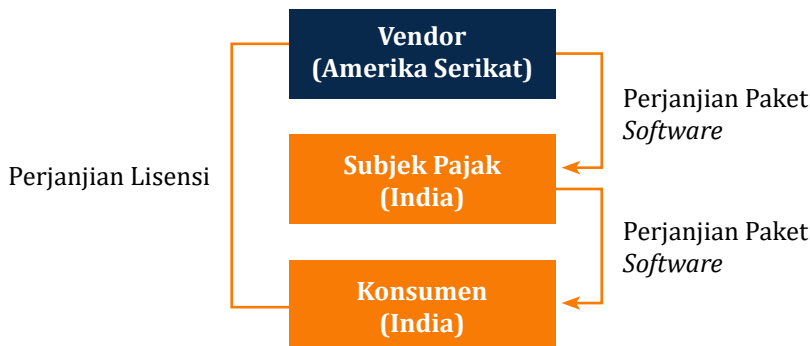 Vendor
(Amerika Serikat)
Perjanjian Paket
Software
Subjek Pajak
(India)
Perjanjian Lisensi
Perjanjian Paket
Software
Konsumen
(India)